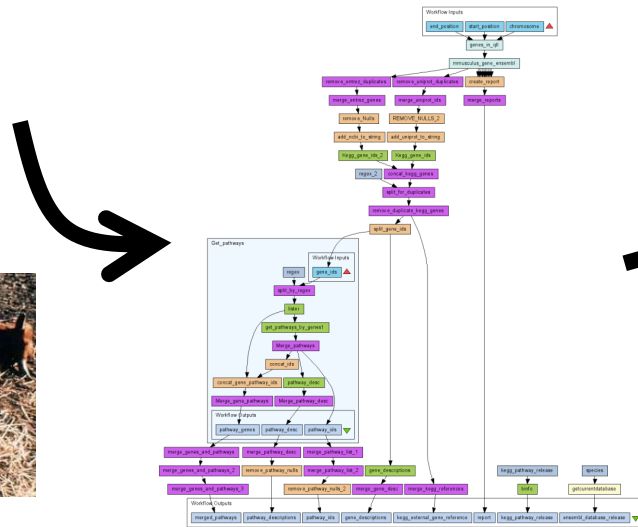 Workflow Inputs
end_position start_position chromosome
genes_in_qtl
mmusculus_gene_ensembl
remove_entrez_duplicates remove_uniprot_duplicates create_report
merge_entrez_genes merge_uniprot_ids merge_reports
remove_Nulls REMOVE_NULLS_2
add_ncbi_to_string add_uniprot_to_string
Kegg_gene_ids_2 Kegg_gene_ids
regex_2 concat_kegg_genes
split_for_duplicates
remove_duplicate_kegg_genes
split_gene_ids
Get_pathways
Workflow Inputs
regex gene_ids
split_by_regex
lister
get_pathways_by_genes1
Merge_pathways
concat_ids
concat_gene_pathway_ids pathway_desc
Merge_gene_pathways Merge_pathway_desc
Workflow Outputs
pathway_genes pathway_desc pathway_ids
merge_genes_and_pathways merge_pathway_desc merge_pathway_list_1
merge_genes_and_pathways_2 remove_pathway_nulls merge_pathway_list_2 gene_descriptions kegg_pathway_release species
merge_genes_and_pathways_3 remove_pathway_nulls_2 merge_gene_desc merge_kegg_references binfo getcurrentdatabase
Workflow Outputs
merged_pathways pathway_descriptions pathway_ids gene_descriptions kegg_external_gene_reference report kegg_pathway_release ensembl_database_release